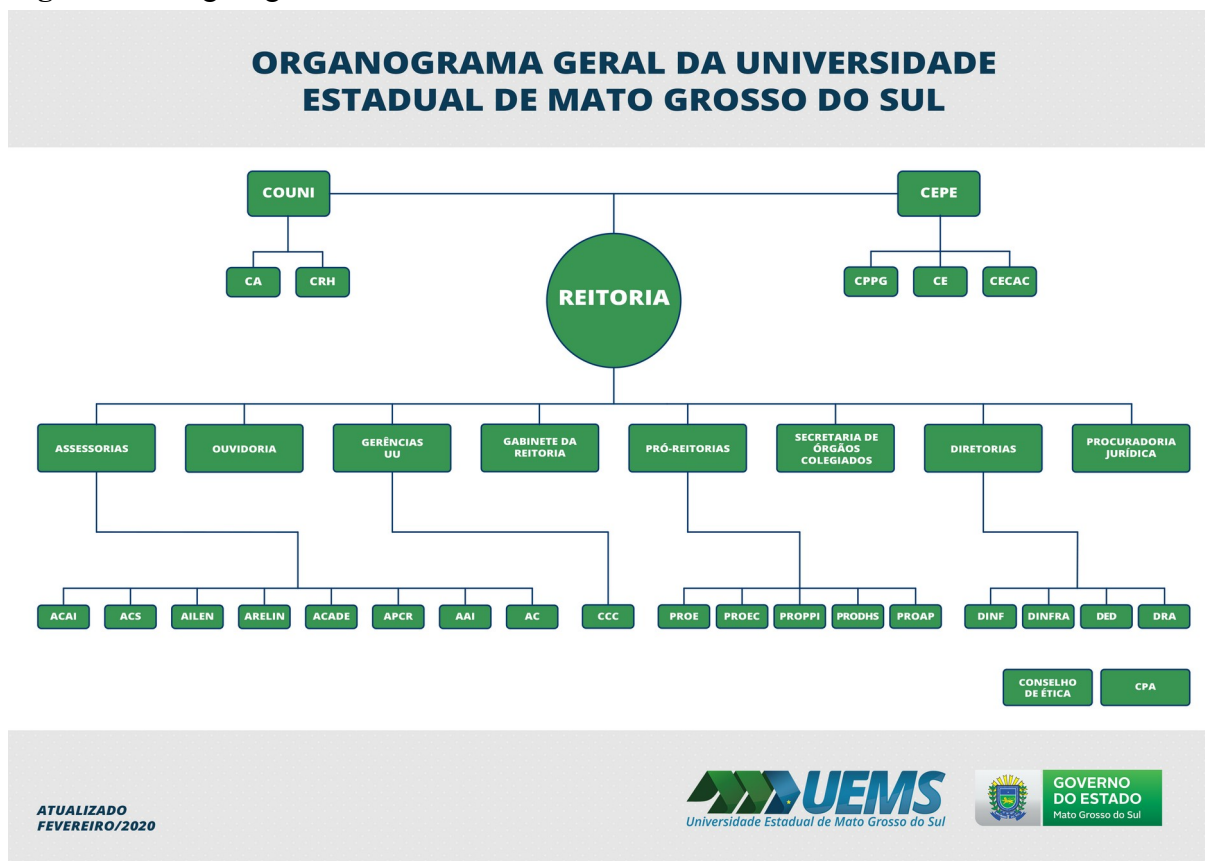 ORGANOGRAMA GERAL DA UNIVERSIDADE
ESTADUAL DE MATO GROSSO DO SUL
COUNI
CEPE
CA
CRH
CPPG
CE
CECAC
REITORIA
ASSESSORIAS
OUVIDORIA
GERÊNCIAS
UU
GABINETE DA
REITORIA
PRÓ-REITORIAS
SECRETARIA DE
ÓRGÃOS
COLEGIADOS
DIRETORIAS
PROCURADORIA
JURÍDICA
ACAI
ACS
AILEN
ARELIN
ACADE
APCR
AAI
AC
CCC
PROE
PROEC
PROPPI
PRODHS
PROAP
DINF
DINFRA
DED
DRA
CONSELHO
DE ÉTICA
CPA
ATUALIZADO
FEVEREIRO/2020
UEMS
Universidade Estadual de Mato Grosso do Sul
GOVERNO
DO ESTADO
Mato Grosso do Sul